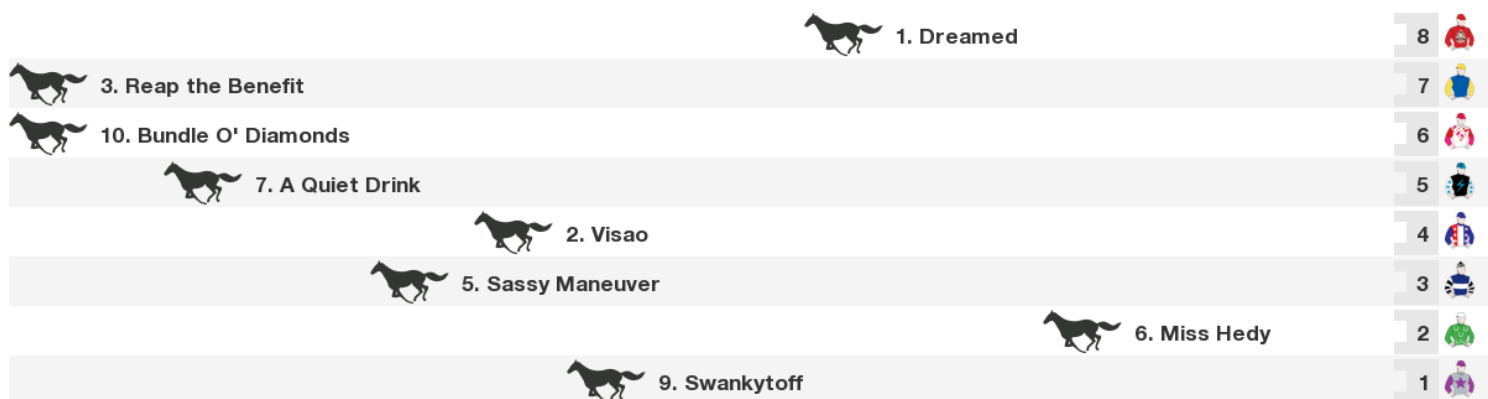 1. Dreamed 8
3. Reap the Benefit 7
10. Bundle O' Diamonds 6
7. A Quiet Drink 5
2. Visao 4
5. Sassy Maneuver 3
6. Miss Hedy 2
9. Swankytoff 1